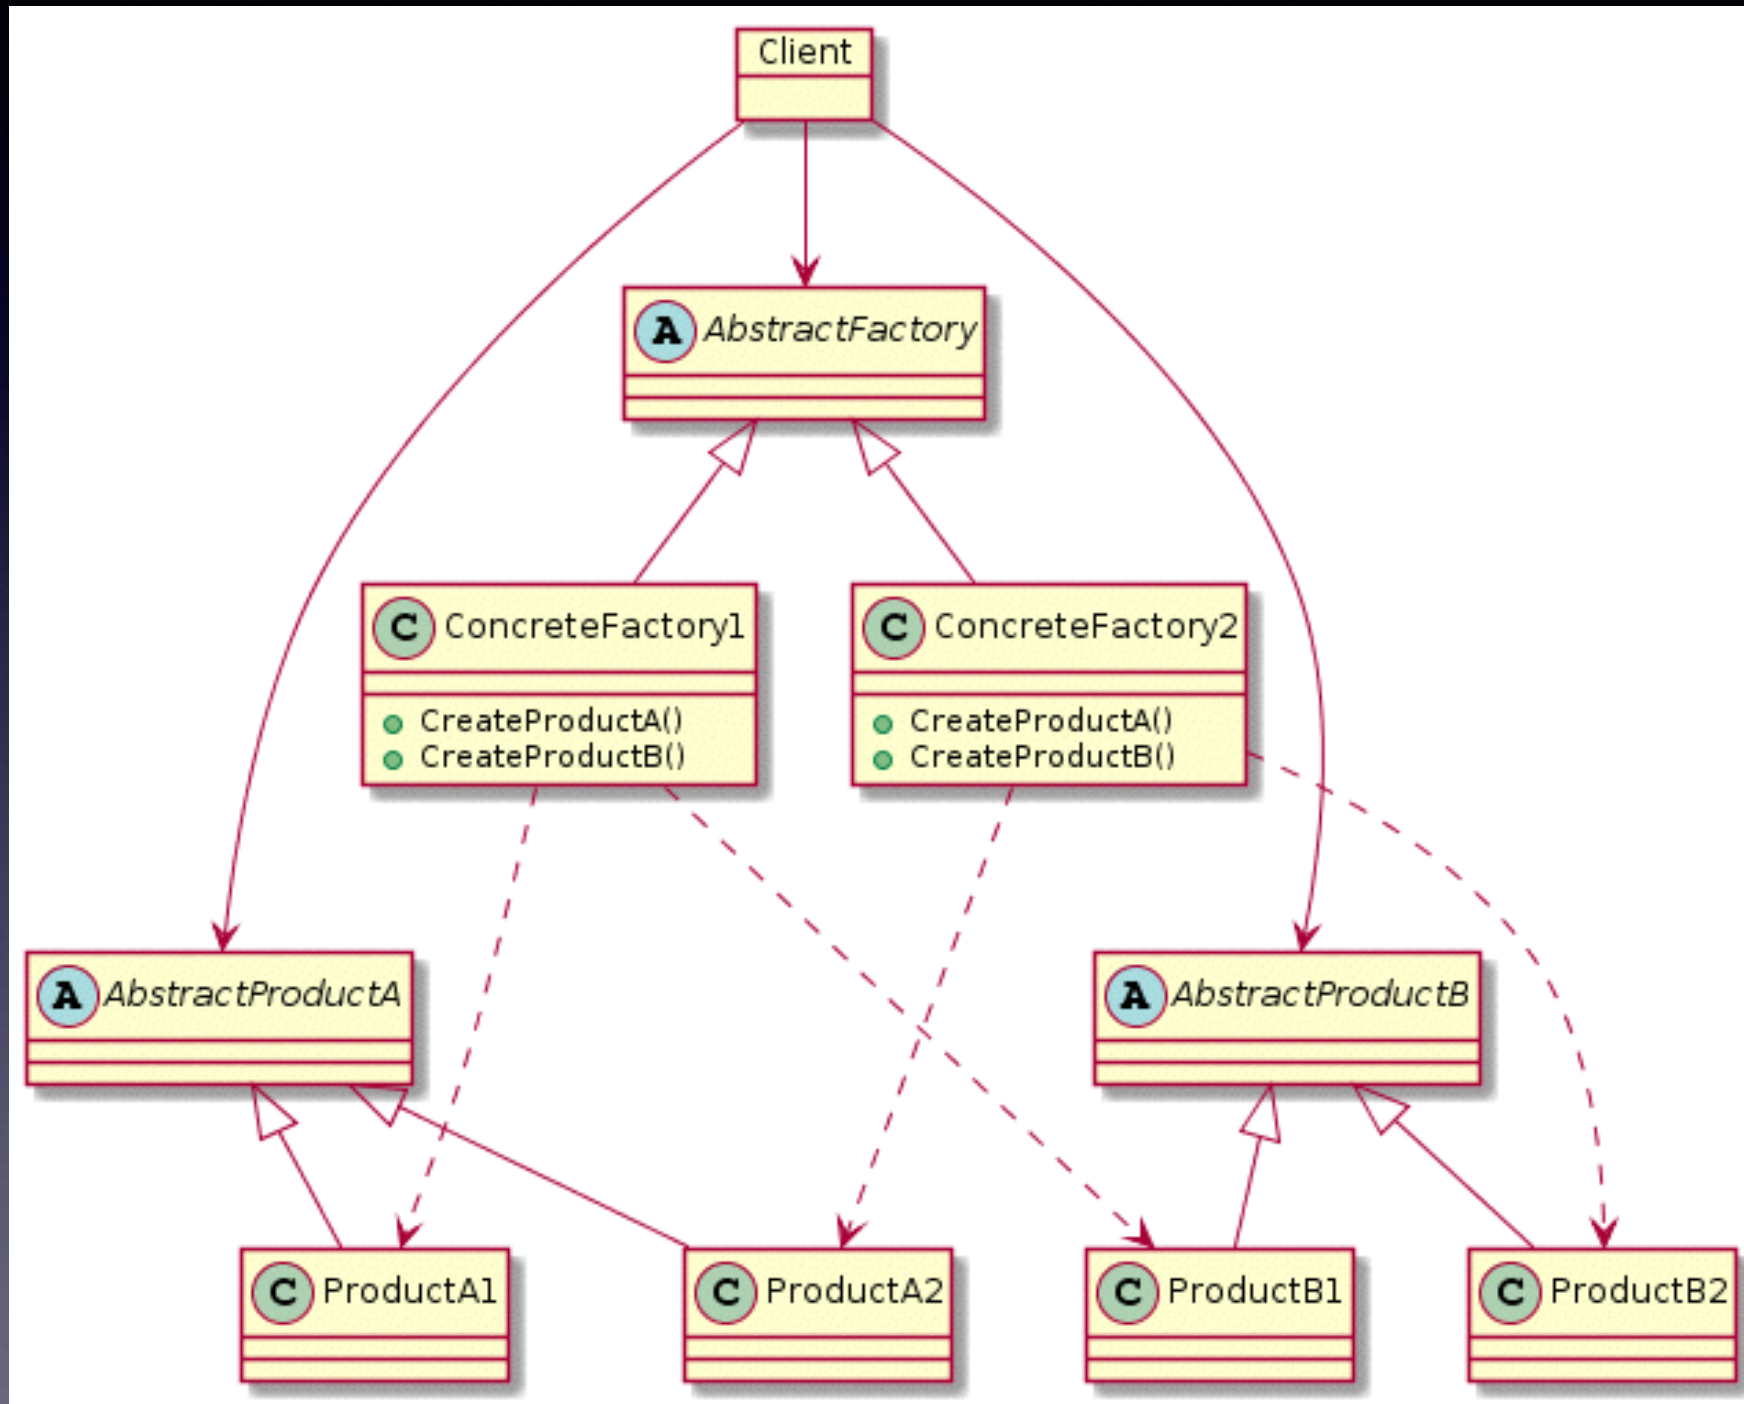 Client
A AbstractFactory
C ConcreteFactory1
CreateProductA()
CreateProductB()
C ConcreteFactory2
CreateProductA()
CreateProductB()
A AbstractProductA
A AbstractProductB
C ProductA1
C ProductA2
C ProductB1
C ProductB2